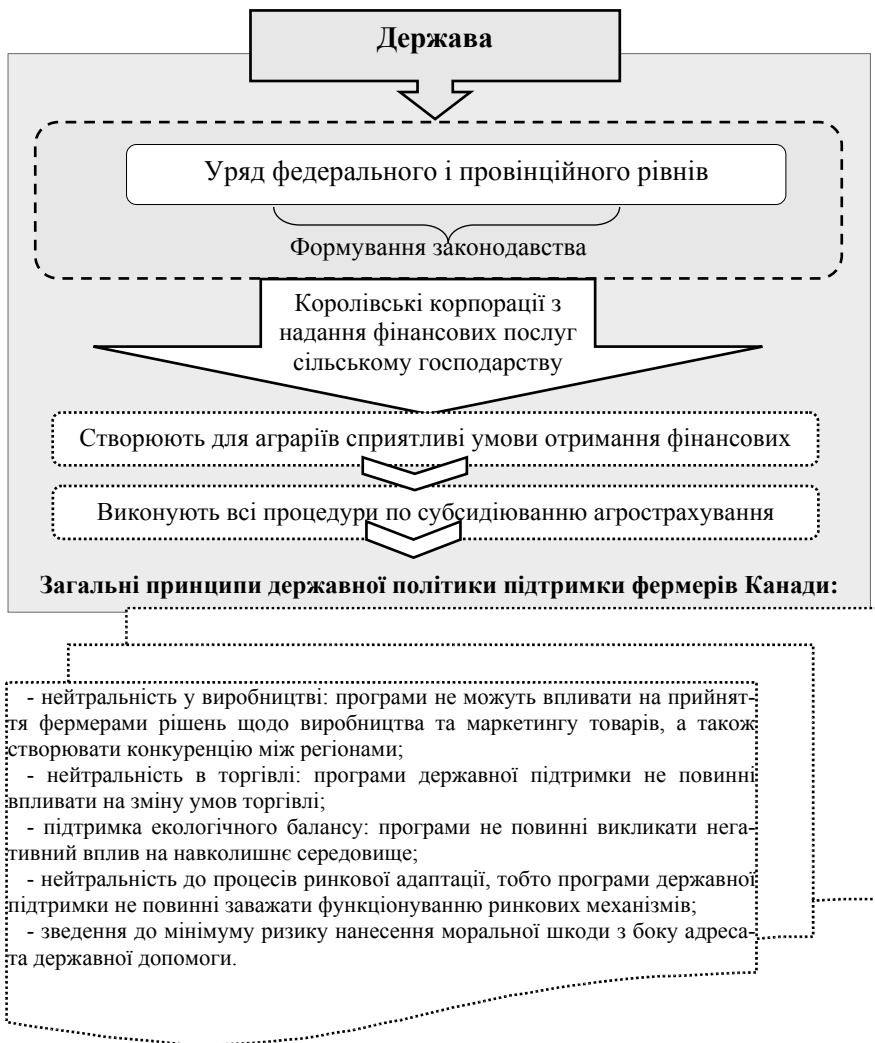 Держава
Уряд федерального і провінційного рівнів
Формування законодавства
Королівські корпорації з
надання фінансових послуг
сільському господарству
Створюють для аграріїв сприятливі умови отримання фінансових
Виконують всі процедури по субсидіюванню агрострахування
Загальні принципи державної політики підтримки фермерів Канади:
- нейтральність у виробництві: програми не можуть впливати на прийнят-
тя фермерами рішень щодо виробництва та маркетингу товарів, а також
створювати конкуренцію між регіонами;
- нейтральність в торгівлі: програми державної підтримки не повинні
впливати на зміну умов торгівлі;
- підтримка екологічного балансу: програми не повинні викликати нега-
тивний вплив на навколишнє середовище;
- нейтральність до процесів ринкової адаптації, тобто програми державної
підтримки не повинні заважати функціонуванню ринкових механізмів;
- зведення до мінімуму ризику нанесення моральної шкоди з боку адреса-
та державної допомоги.